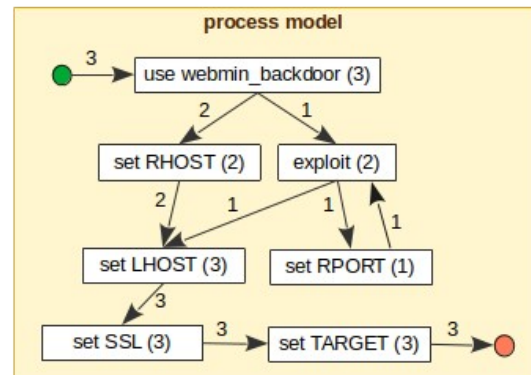 process model
3
use webmin_backdoor (3)
2
1
set RHOST (2)
exploit (2)
2
1
1
1
set LHOST (3)
set RPORT (1)
3
set SSL (3)
3
set TARGET (3)
3